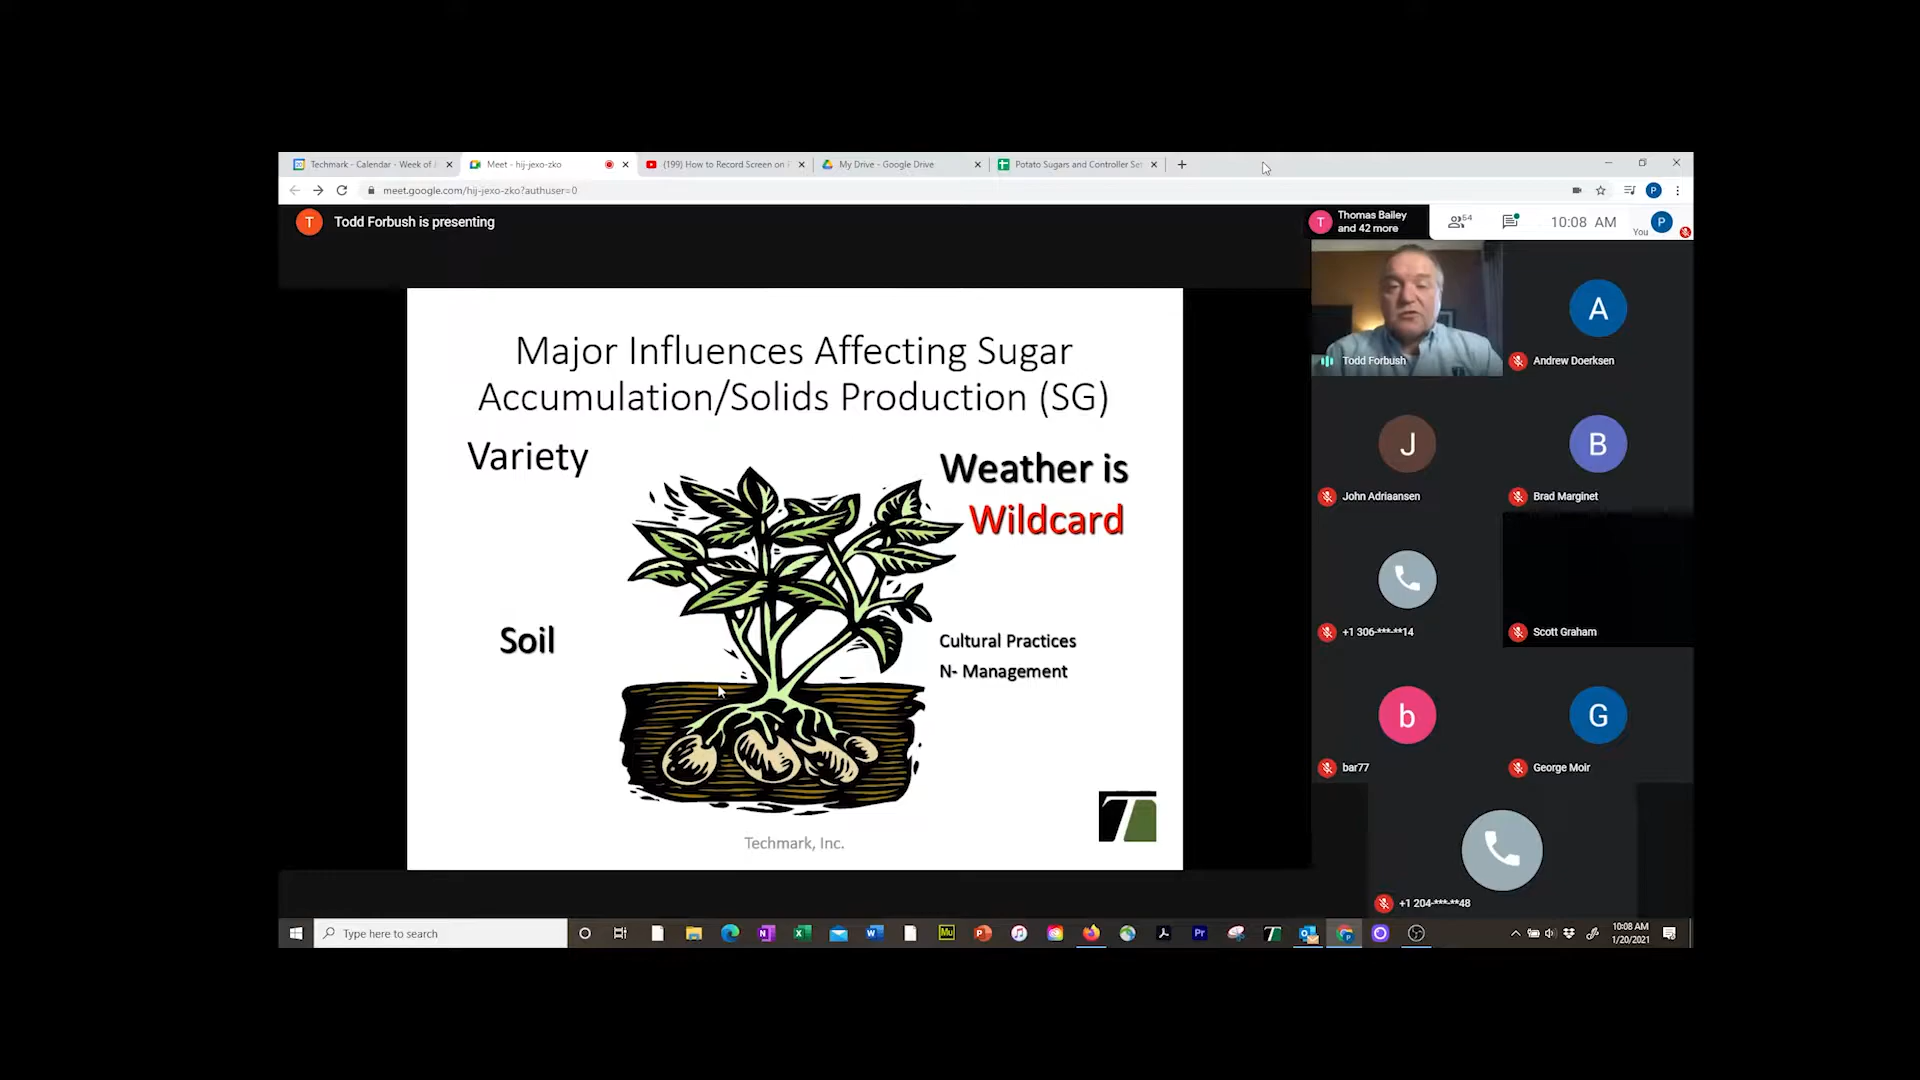 Techmark - Calendar - Week of J
Meet - hij-jexo-zko
(199) How to Record Screen on
My Drive - Google Drive
Potato Sugars and Controller Set
meet.google.com/hij-jexo-zko?authuser=0
P
T
Todd Forbush is presenting
T
Thomas Bailey
and 42 more
54
10:08 AM
You
P
Major Influences Affecting Sugar
Accumulation/Solids Production (SG)
Variety
Weather is
Wildcard
Soil
Cultural Practices
N- Management
Techmark, Inc.
T
Todd Forbush
A
Andrew Doerksen
J
John Adriaansen
B
Brad Marginet
+1 306-***-**14
Scott Graham
b
bar77
G
George Moir
+1 204-***-**48
Type here to search
Mu
Pr
10:08 AM
1/20/2021